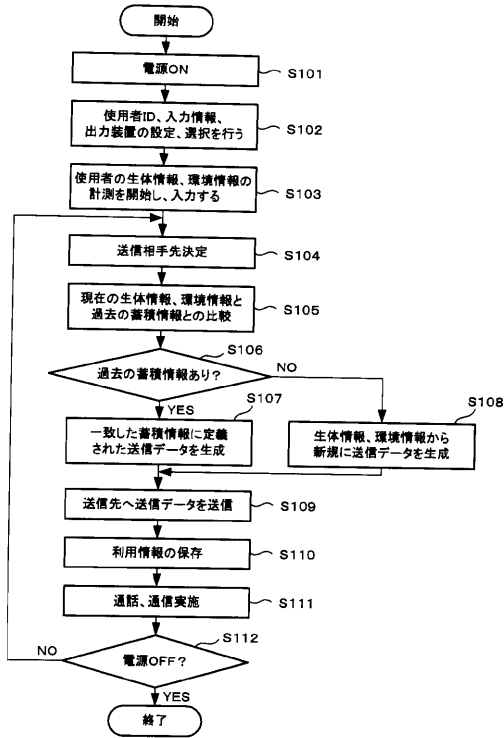 開始
電源ON
S101
使用者ID、入力情報、
出力装置の設定、選択を行う
S102
使用者の生体情報、環境情報の
計測を開始し、入力する
S103
送信相手先決定
S104
現在の生体情報、環境情報と
過去の蓄積情報との比較
S105
S106
過去の蓄積情報あり？
NO
YES
S107
一致した蓄積情報に定義
された送信データを生成
S108
生体情報、環境情報から
新規に送信データを生成
送信先へ送信データを送信
S109
利用情報の保存
S110
通話、通信実施
S111
S112
電源OFF？
NO
YES
終了